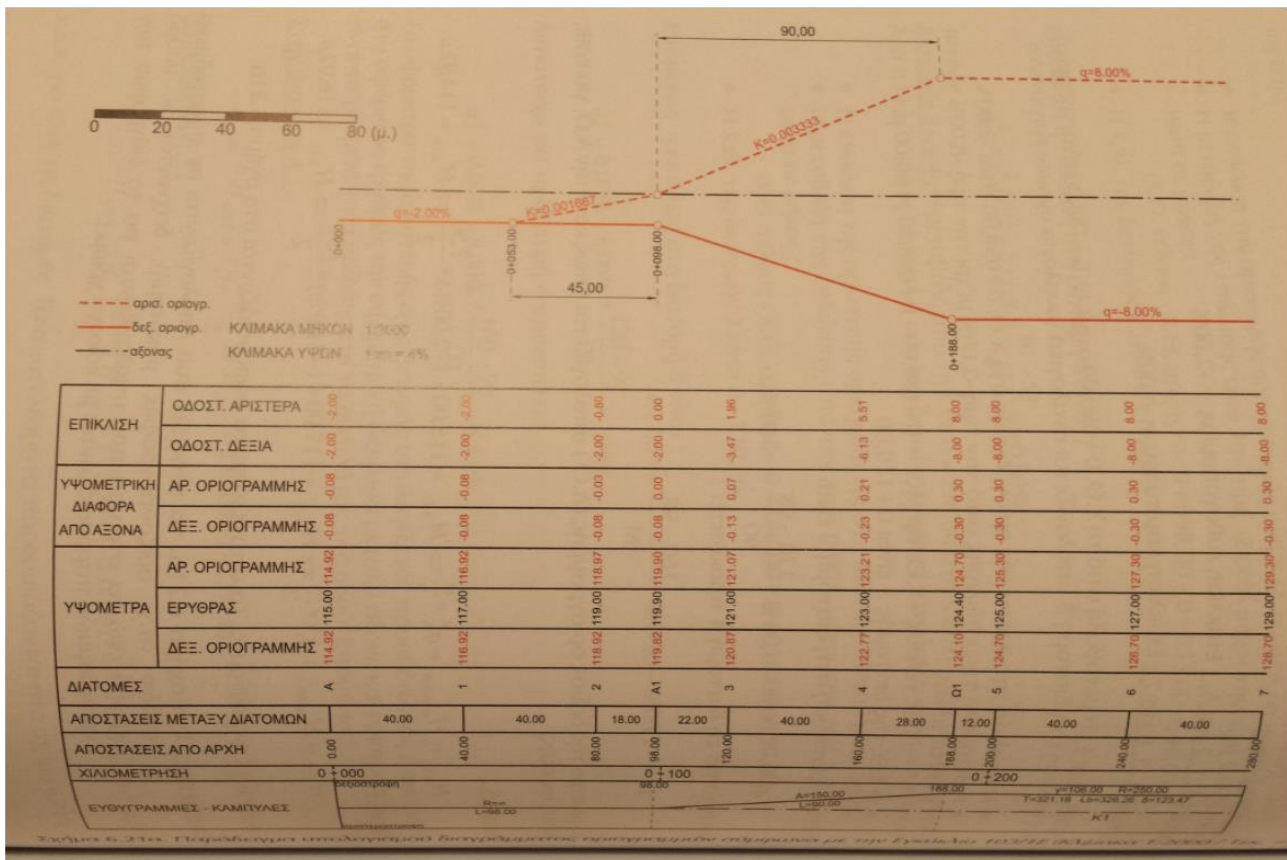 90,00
q=8.00%
0 20 40 60 80 (μ.)
K=0.003333
q=-2.00%
K=0.001667
0+000
0+053.00
0+098.00
45,00
αρισ. οριογρ.
δεξ. οριογρ. ΚΛΙΜΑΚΑ ΜΗΚΩΝ
q=-8.00%
αξονας ΚΛΙΜΑΚΑ ΥΨΩΝ
0+188.00
ΕΠΙΚΛΙΣΗ
ΟΔΟΣΤ. ΑΡΙΣΤΕΡΑ -2.00 -2.00 -0.80 0.00 1.96 5.51 8.00 8.00 8.00 8.00
ΟΔΟΣΤ. ΔΕΞΙΑ -2.00 -2.00 -2.00 -2.00 -3.47 -6.13 -8.00 -8.00 -8.00 -8.00
ΥΨΟΜΕΤΡΙΚΗ
ΔΙΑΦΟΡΑ
ΑΠΟ ΑΞΟΝΑ
ΑΡ. ΟΡΙΟΓΡΑΜΜΗΣ -0.08 -0.08 -0.03 0.00 0.07 0.21 0.30 0.30 0.30 0.30
ΔΕΞ. ΟΡΙΟΓΡΑΜΜΗΣ -0.08 -0.08 -0.08 -0.08 -0.13 -0.23 -0.30 -0.30 -0.30 -0.30
ΥΨΟΜΕΤΡΑ
ΑΡ. ΟΡΙΟΓΡΑΜΜΗΣ 114.92 116.92 118.97 119.90 121.07 123.21 124.70 125.30 127.30 129.30
ΕΡΥΘΡΑΣ 115.00 117.00 119.00 119.90 121.00 123.00 124.40 125.00 127.00 129.00
ΔΕΞ. ΟΡΙΟΓΡΑΜΜΗΣ 114.92 116.92 118.92 119.82 120.87 122.77 124.10 124.70 126.70 128.70
ΔΙΑΤΟΜΕΣ A 1 2 A1 3 4 Ω1 5 6 7
ΑΠΟΣΤΑΣΕΙΣ ΜΕΤΑΞΥ ΔΙΑΤΟΜΩΝ 40.00 40.00 18.00 22.00 40.00 28.00 12.00 40.00 40.00
ΑΠΟΣΤΑΣΕΙΣ ΑΠΟ ΑΡΧΗ 0.00 40.00 80.00 98.00 120.00 160.00 188.00 200.00 240.00 280.00
ΧΙΛΙΟΜΕΤΡΗΣΗ 0+000 0+100 0+200
ΕΥΘΥΓΡΑΜΜΙΕΣ - ΚΑΜΠΥΛΕΣ
δεξιοστροφη 98.00 188.00
R=∞
L=98.00
A=150.00
L=90.00
γ=106.00 R=250.00
T=321.18 Lb=326.26 δ=123.47
K1